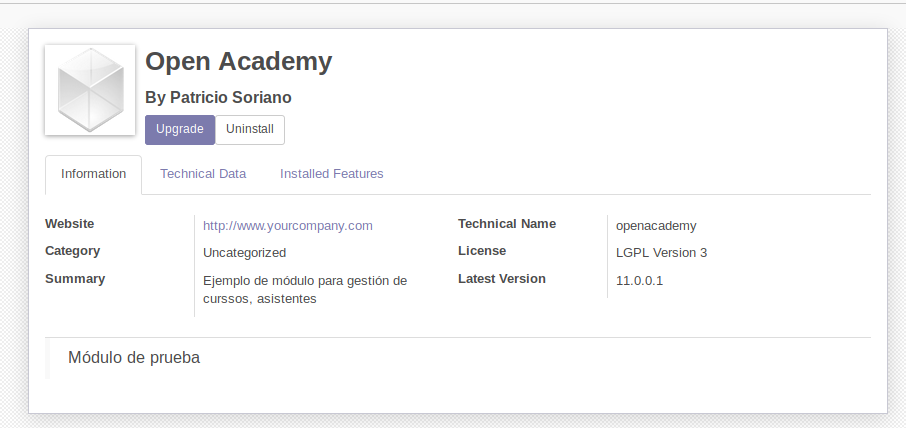 Open Academy
By Patricio Soriano
Upgrade Uninstall
Information Technical Data Installed Features
Website http://www.yourcompany.com Technical Name openacademy
Category Uncategorized License LGPL Version 3
Summary Ejemplo de módulo para gestión de Latest Version 11.0.0.1
curssos, asistentes
Módulo de prueba